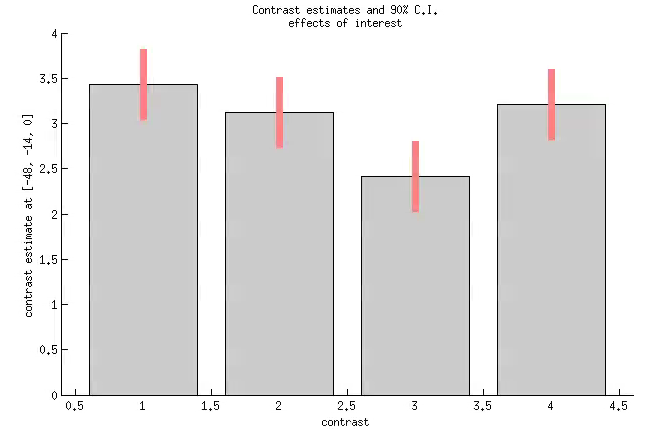 Contrast estimates and 90% C.I.
effects of interest
contrast estimate at [-48, -14, 0]
4
3.5
3
2.5
2
1.5
1
0.5
0
0.5 1 1.5 2 2.5 3 3.5 4 4.5
contrast